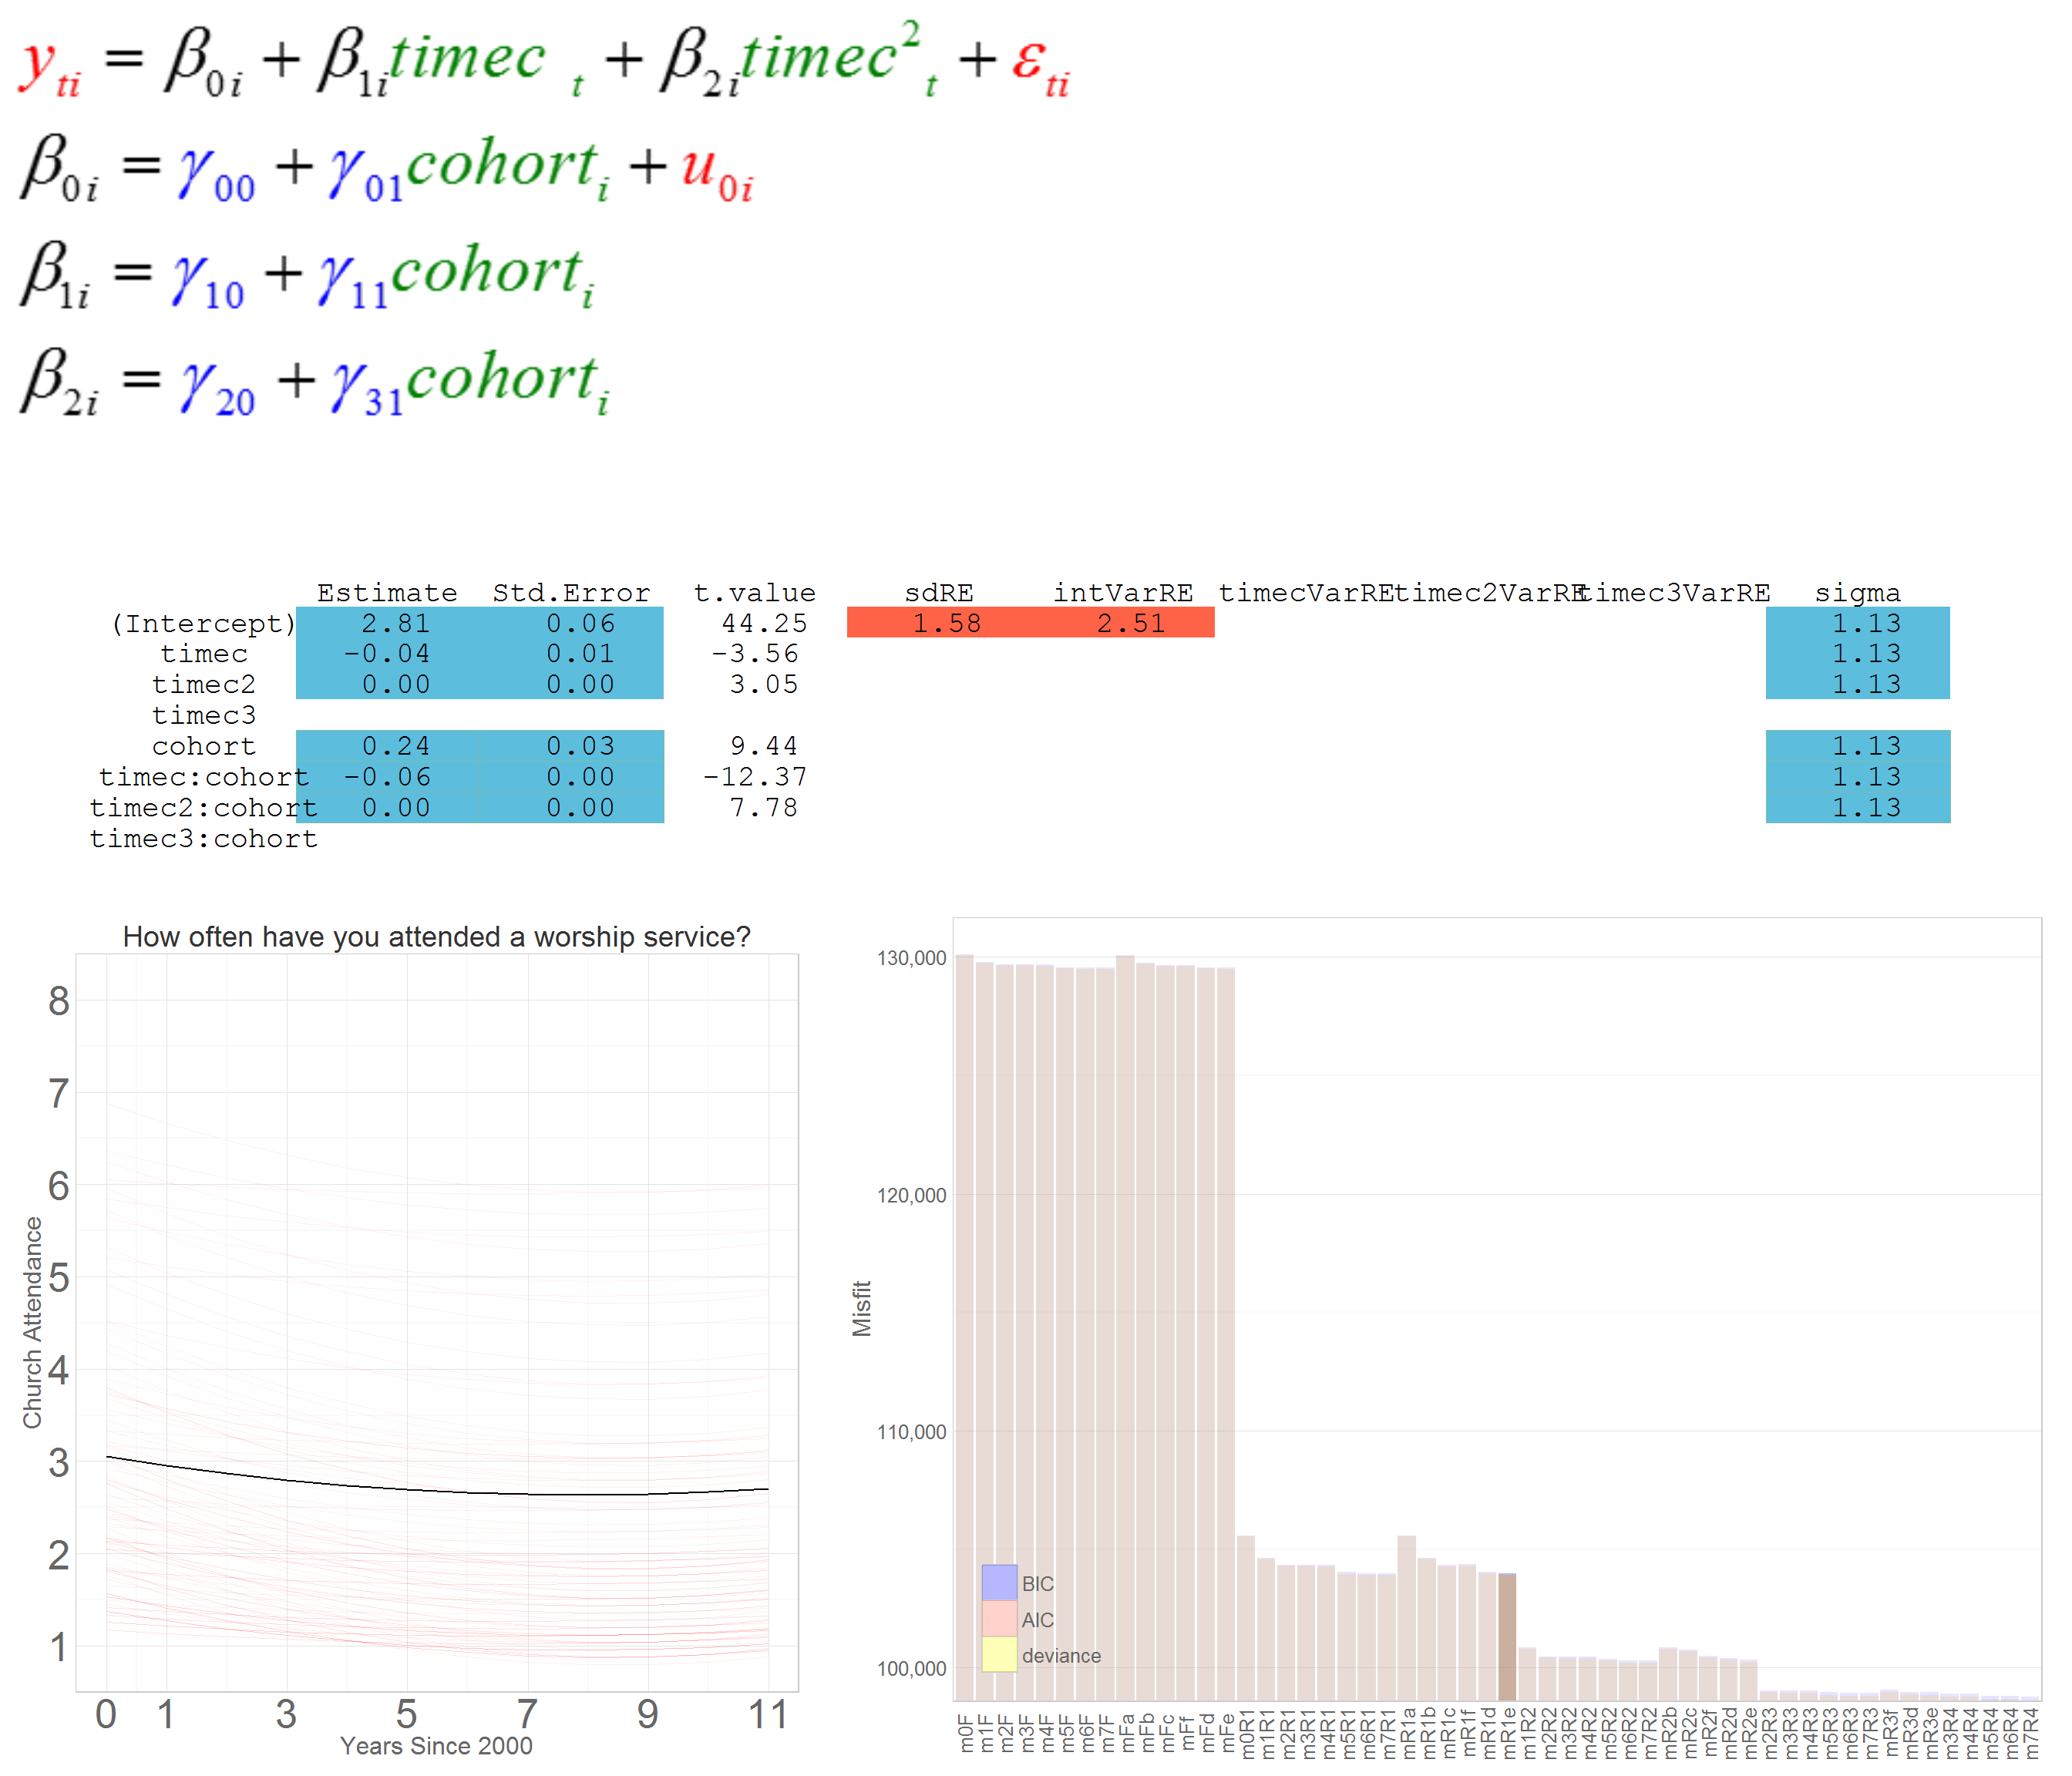 y_ti = β_0i + β_1i timec_t + β_2i timec²_t + ε_ti
β_0i = γ_00 + γ_01 cohort_i + u_0i
β_1i = γ_10 + γ_11 cohort_i
β_2i = γ_20 + γ_31 cohort_i
Estimate Std.Error t.value sdRE intVarRE timecVarRE timec2VarRE timec3VarRE sigma
(Intercept) 2.81 0.06 44.25 1.58 2.51 1.13
timec -0.04 0.01 -3.56 1.13
timec2 0.00 0.00 3.05 1.13
timec3
cohort 0.24 0.03 9.44 1.13
timec:cohort -0.06 0.00 -12.37 1.13
timec2:cohort 0.00 0.00 7.78 1.13
timec3:cohort
How often have you attended a worship service?
8
7
6
5
4
3
2
1
Church Attendance
0 1 3 5 7 9 11
Years Since 2000
130,000
120,000
110,000
100,000
Misfit
BIC
AIC
deviance
m0F m1F m2F m3F m4F m5F m6F m7F mFa mFb mFc mFf mFd mFe m0R1 m1R1 m2R1 m3R1 m4R1 m5R1 m6R1 m7R1 mR1a mR1b mR1c mR1f mR1d mR1e m1R2 m2R2 m3R2 m4R2 m5R2 m6R2 m7R2 mR2b mR2c mR2f mR2d mR2e m2R3 m3R3 m4R3 m5R3 m6R3 m7R3 mR3f mR3d mR3e m3R4 m4R4 m5R4 m6R4 m7R4